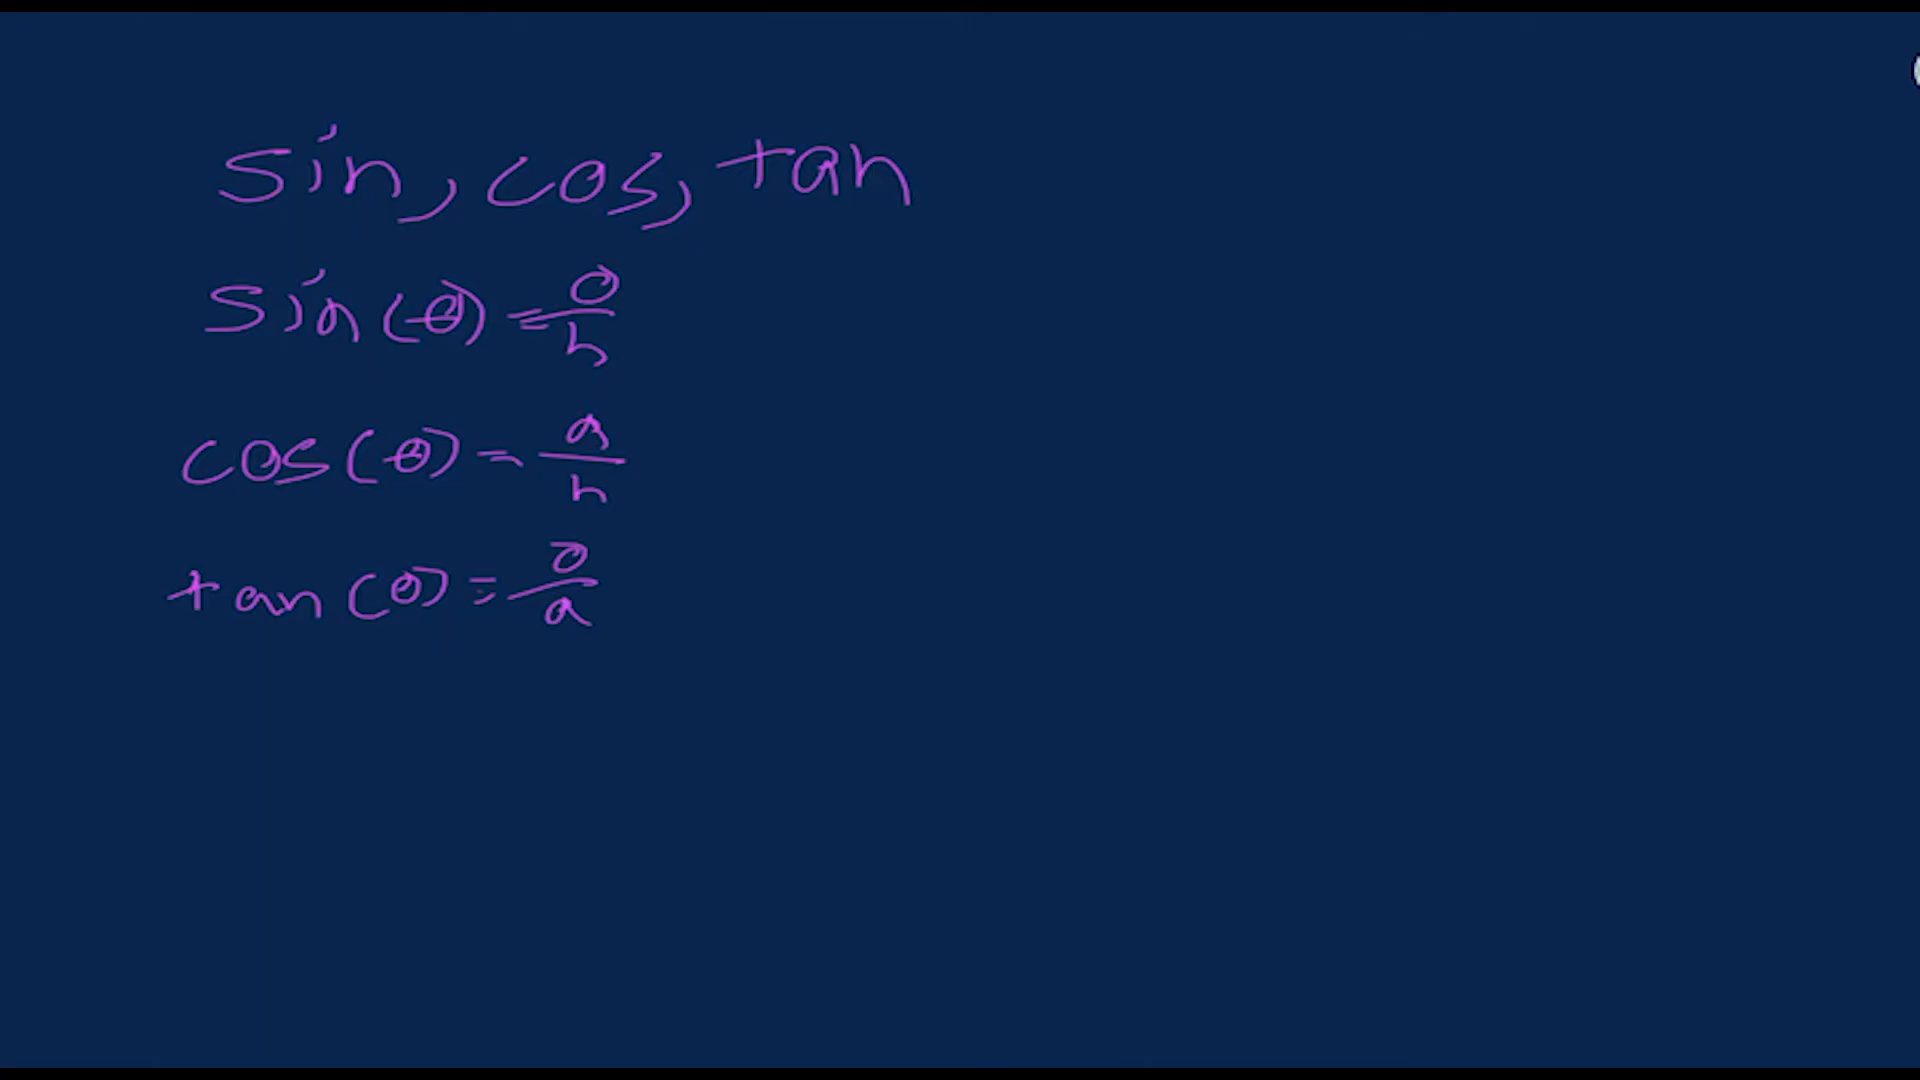 sin, cos, tan
sin(θ) = o/h
cos(θ) = a/h
tan(θ) = o/a